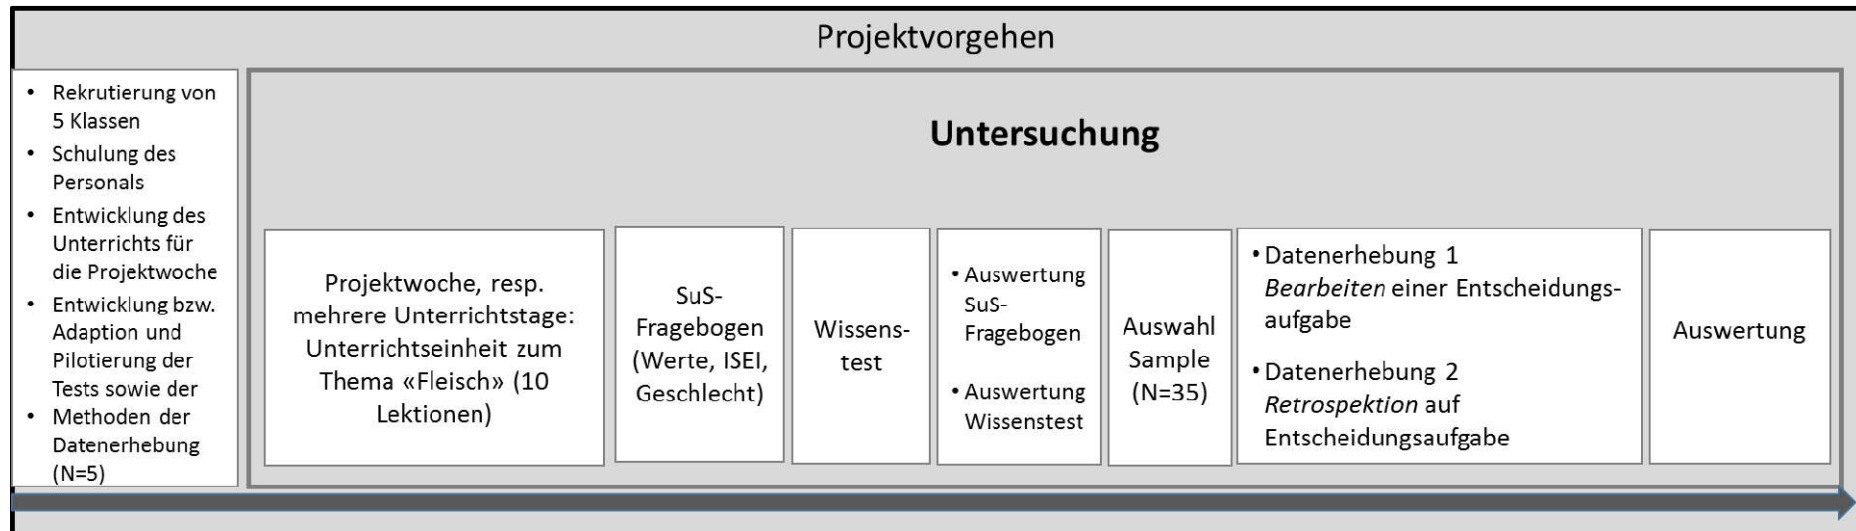 Projektvorgehen
• Rekrutierung von
5 Klassen
• Schulung des
Personals
• Entwicklung des
Unterrichts für
die Projektwoche
• Entwicklung bzw.
Adaption und
Pilotierung der
Tests sowie der
• Methoden der
Datenerhebung
(N=5)
Untersuchung
Projektwoche, resp.
mehrere Unterrichtstage:
Unterrichtseinheit zum
Thema «Fleisch» (10
Lektionen)
SuS-
Fragebogen
(Werte, ISEI,
Geschlecht)
Wissens-
test
• Auswertung
SuS-
Fragebogen
• Auswertung
Wissenstest
Auswahl
Sample
(N=35)
• Datenerhebung 1
Bearbeiten einer Entscheidungs-
aufgabe
• Datenerhebung 2
Retrospektion auf
Entscheidungsaufgabe
Auswertung